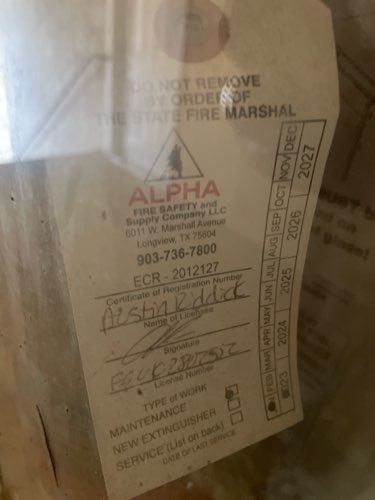 DO NOT REMOVE
BY ORDER OF
THE STATE FIRE MARSHAL
ALPHA
FIRE SAFETY and
Supply Company LLC
6011 W. Marshall Avenue
Longview, TX 75604
903-736-7800
ECR - 2012127
Certificate of Registration Number
Austin Riddick
Name of Licensee
Signature
License Number
TYPE of WORK
MAINTENANCE
NEW EXTINGUISHER
SERVICE (List on back)
DATE OF LAST SERVICE
FEB MAR APR MAY JUN JUL AUG SEP OCT NOV DEC
2024 2025 2026 2027